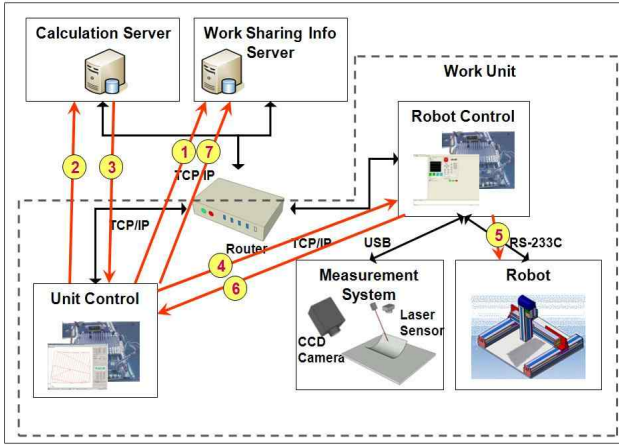 Calculation Server
Work Sharing Info
Server
Work Unit
Robot Control
2
3
1
7
TCP/IP
TCP/IP
Router
TCP/IP
4
6
5
USB
RS-233C
Unit Control
Measurement
System
Laser
Sensor
CCD
Camera
Robot